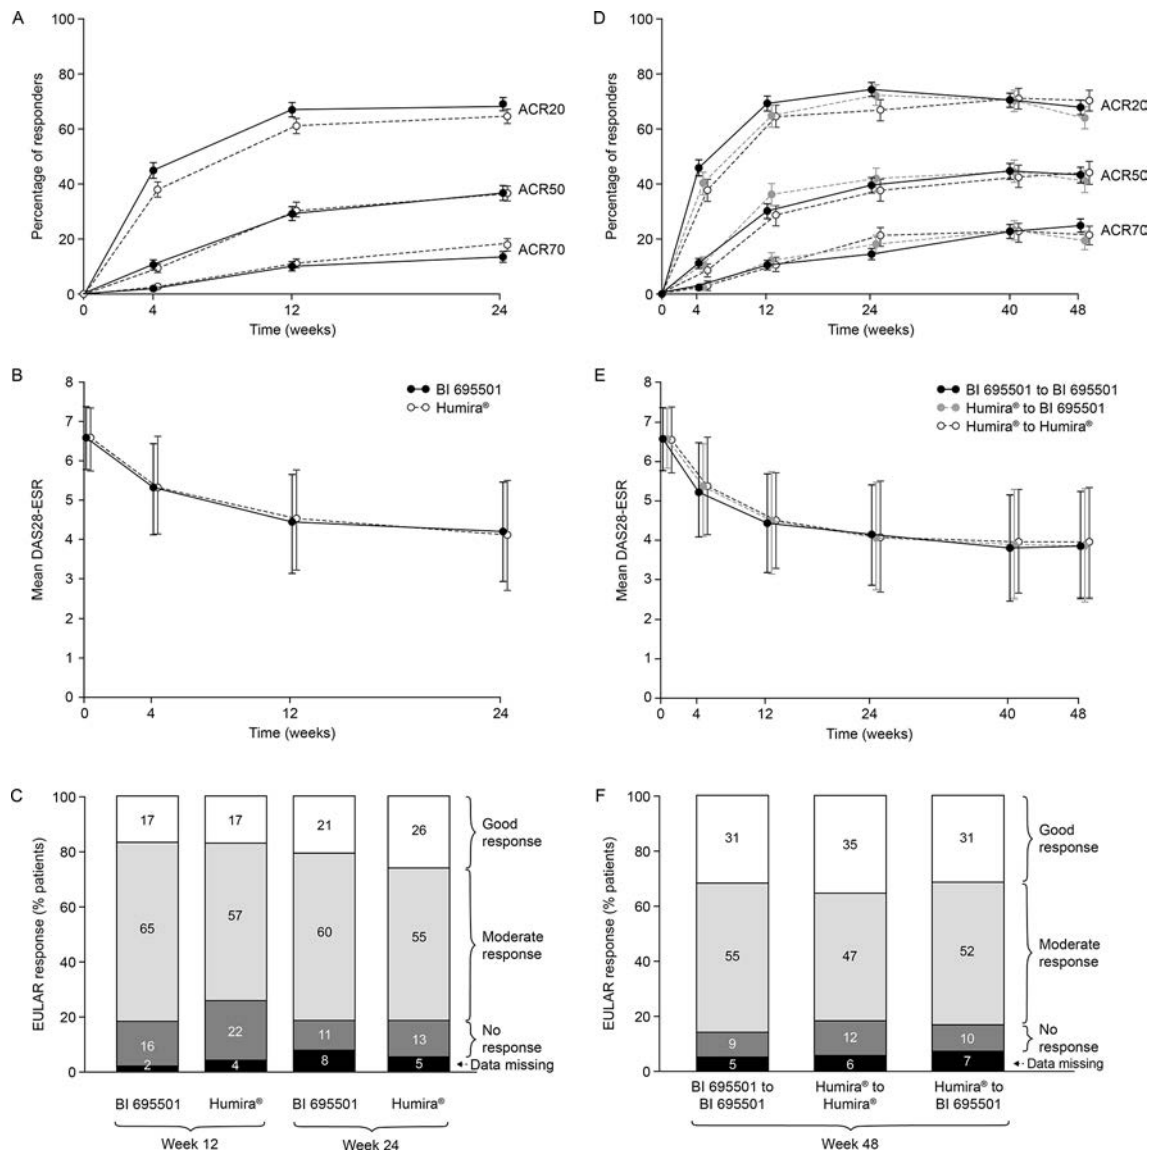 A
100
80
60
40
20
0
Percentage of responders
ACR20
ACR50
ACR70
0
4
12
24
Time (weeks)
D
100
80
60
40
20
0
Percentage of responders
ACR20
ACR50
ACR70
0
4
12
24
40
48
Time (weeks)
B
8
7
6
5
4
3
2
1
0
Mean DAS28-ESR
BI 695501
Humira®
0
4
12
24
Time (weeks)
E
8
7
6
5
4
3
2
1
0
Mean DAS28-ESR
BI 695501 to BI 695501
Humira® to BI 695501
Humira® to Humira®
0
4
12
24
40
48
Time (weeks)
C
100
80
60
40
20
0
EULAR response (% patients)
17
65
16
2
17
57
22
4
21
60
11
8
26
55
13
5
Good
response
Moderate
response
No
response
Data missing
BI 695501
Humira®
BI 695501
Humira®
Week 12
Week 24
F
100
80
60
40
20
0
EULAR response (% patients)
31
55
9
5
35
47
12
6
31
52
10
7
Good
response
Moderate
response
No
response
Data missing
BI 695501 to
BI 695501
Humira® to
Humira®
Humira® to
BI 695501
Week 48